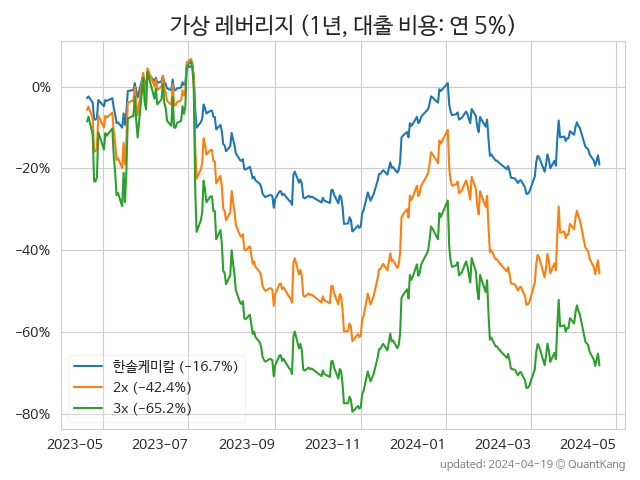 가상 레버리지 (1년, 대출 비용: 연 5%)
0%
−20%
−40%
−60%
−80%
한솔케미칼 (−16.7%)
2x (−42.4%)
3x (−65.2%)
2023-05 2023-07 2023-09 2023-11 2024-01 2024-03 2024-05
updated: 2024-04-19 © QuantKang